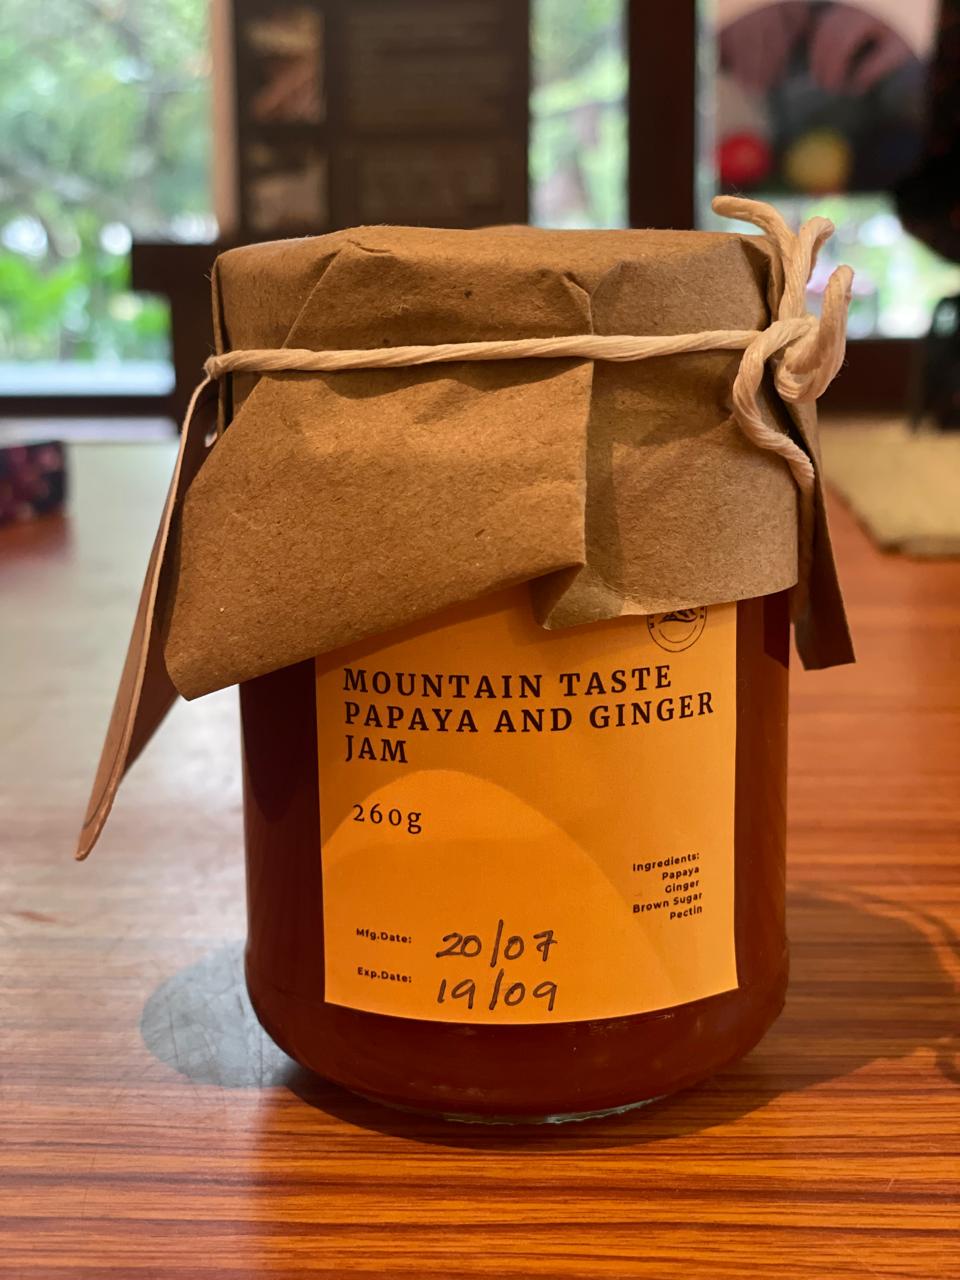 MOUNTAIN TASTE
PAPAYA AND GINGER
JAM
260g
Ingredients:
Papaya
Ginger
Brown Sugar
Pectin
Mfg.Date: 20/07
Exp.Date: 19/09